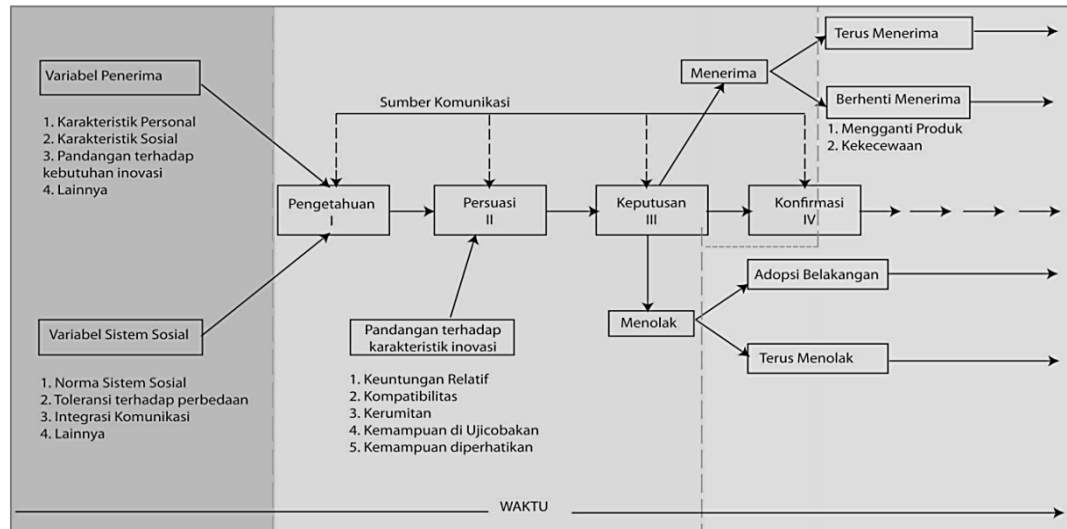 Variabel Penerima
1. Karakteristik Personal
2. Karakteristik Sosial
3. Pandangan terhadap
kebutuhan inovasi
4. Lainnya
Variabel Sistem Sosial
1. Norma Sistem Sosial
2. Toleransi terhadap perbedaan
3. Integrasi Komunikasi
4. Lainnya
Sumber Komunikasi
Pengetahuan
I
Persuasi
II
Keputusan
III
Konfirmasi
IV
Pandangan terhadap
karakteristik inovasi
1. Keuntungan Relatif
2. Kompatibilitas
3. Kerumitan
4. Kemampuan di Ujicobakan
5. Kemampuan diperhatikan
Menerima
Terus Menerima
Berhenti Menerima
1. Mengganti Produk
2. Kekecewaan
Menolak
Adopsi Belakangan
Terus Menolak
WAKTU